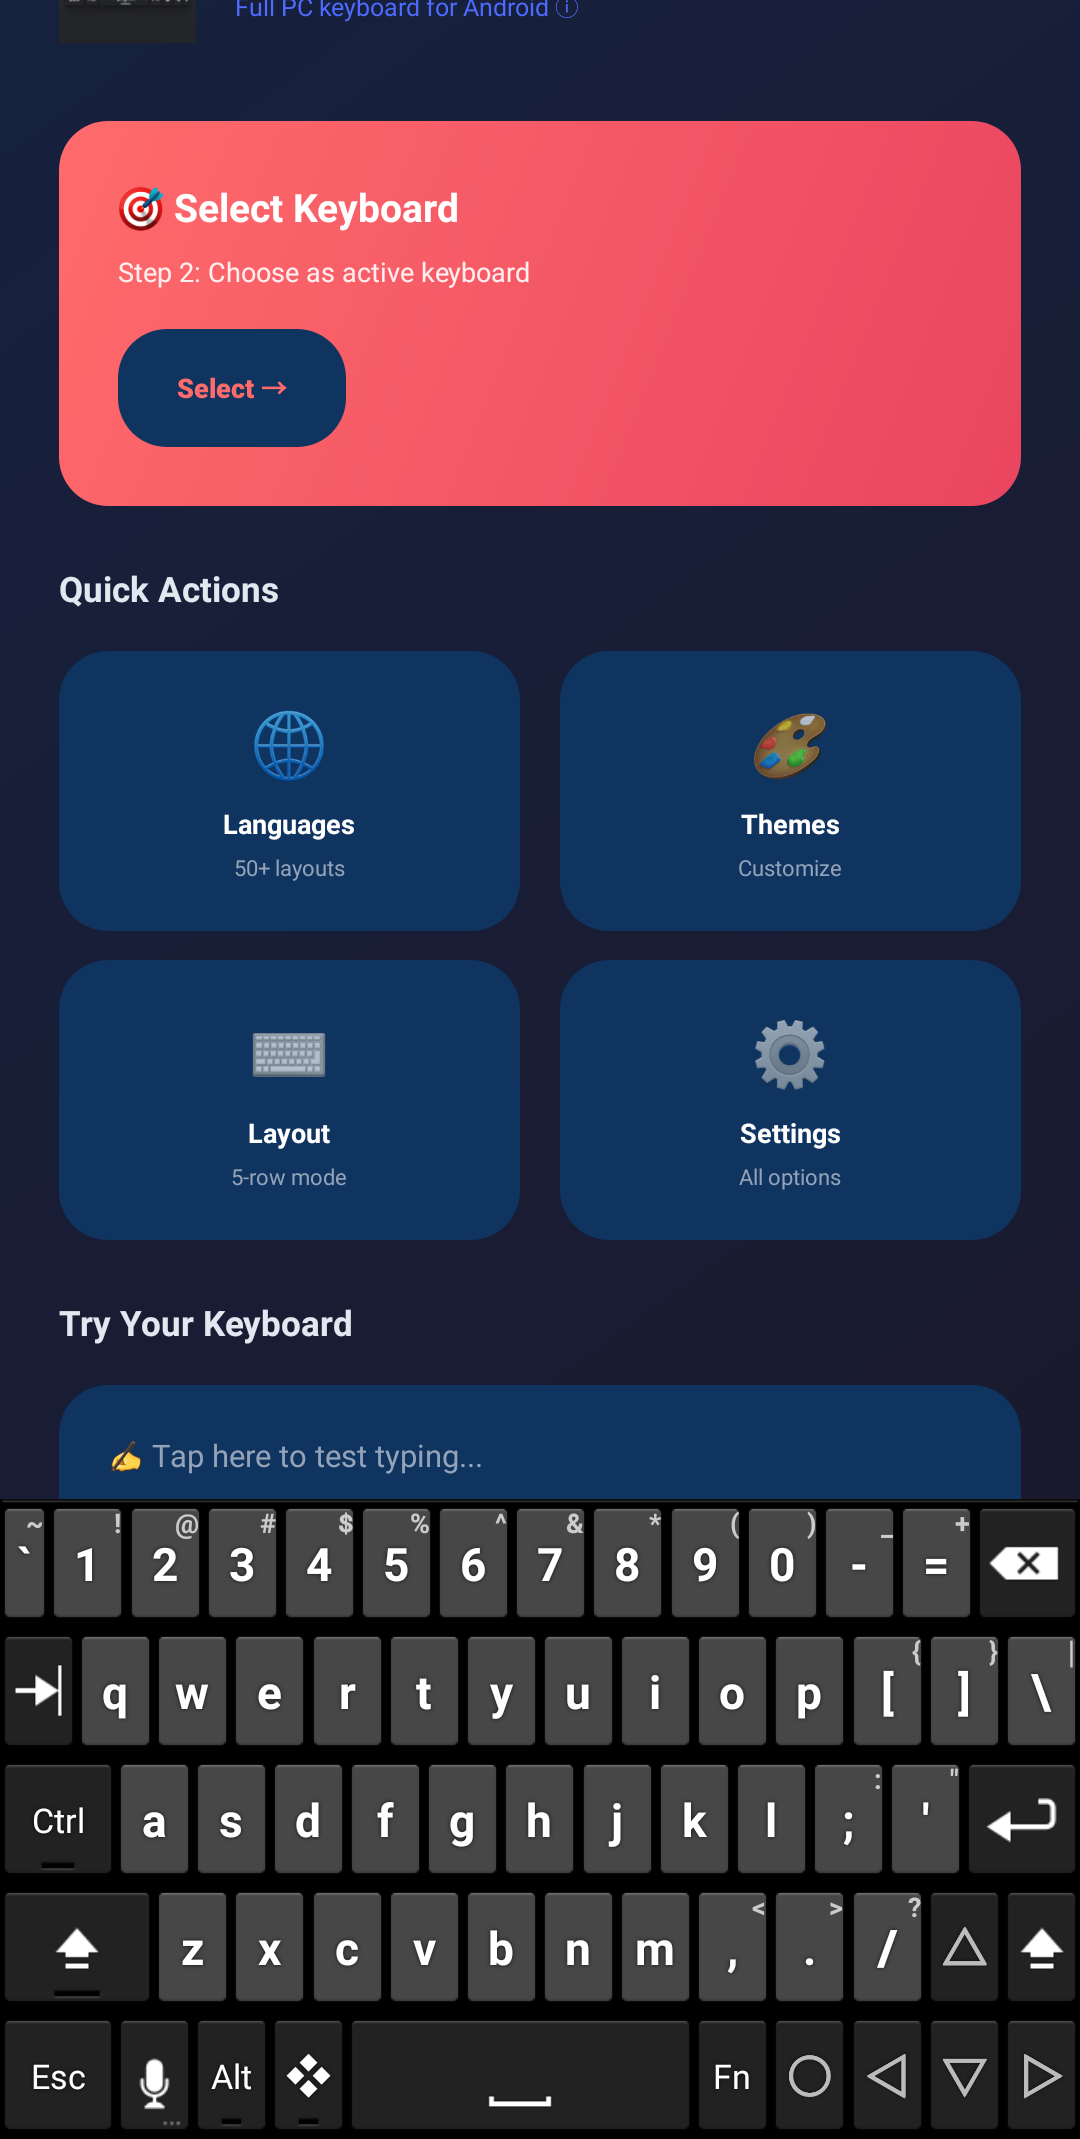 Full PC keyboard for Android ⓘ
🎯 Select Keyboard
Step 2: Choose as active keyboard
Select →
Quick Actions
Languages
50+ layouts
Themes
Customize
Layout
5-row mode
Settings
All options
Try Your Keyboard
✍️ Tap here to test typing...
~ ! @ # $ % ^ & * ( ) _ +
` 1 2 3 4 5 6 7 8 9 0 - =
{ } |
q w e r t y u i o p [ ] \
: "
Ctrl a s d f g h j k l ; '
< > ?
z x c v b n m , . /
Esc Alt Fn